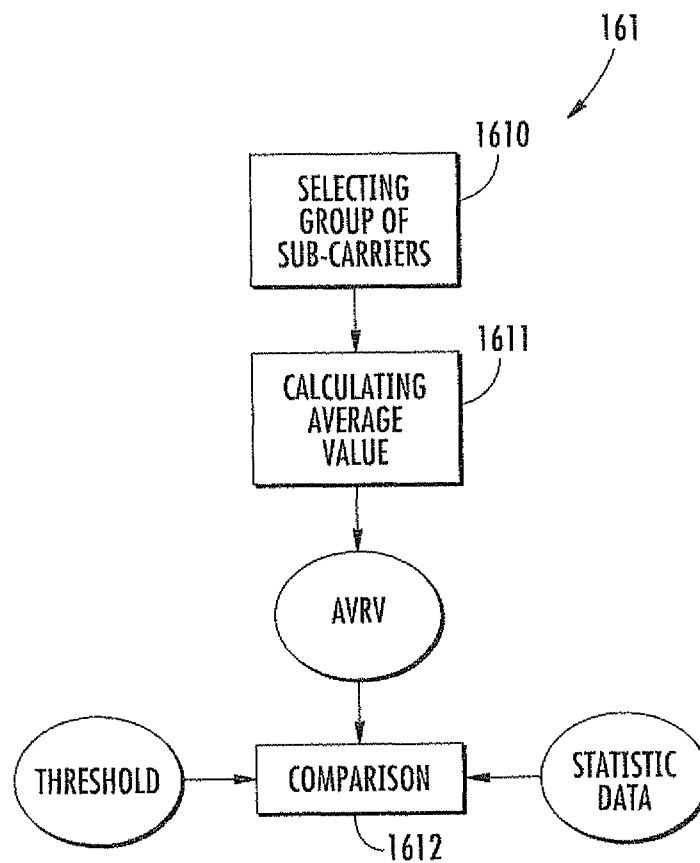 161
1610
SELECTING
GROUP OF
SUB-CARRIERS
1611
CALCULATING
AVERAGE
VALUE
AVRV
THRESHOLD
COMPARISON
STATISTIC
DATA
1612